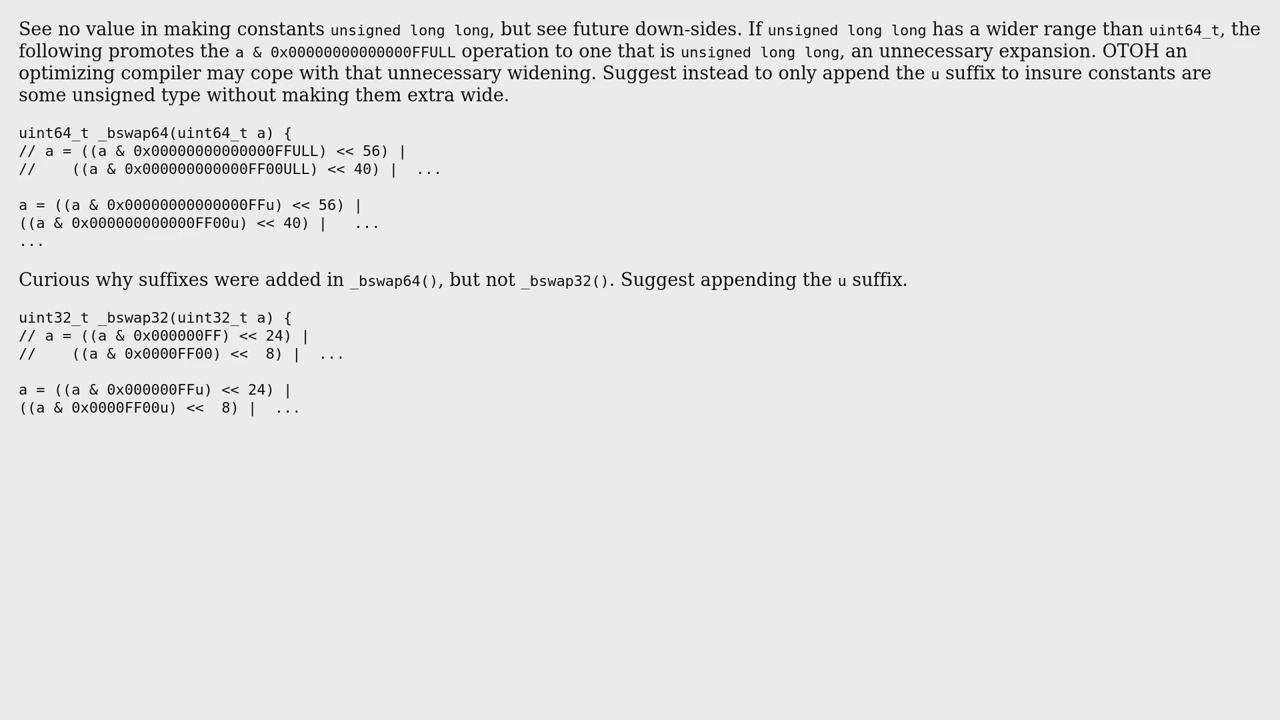 See no value in making constants unsigned long long, but see future down-sides. If unsigned long long has a wider range than uint64_t, the
following promotes the a & 0x00000000000000FFULL operation to one that is unsigned long long, an unnecessary expansion. OTOH an
optimizing compiler may cope with that unnecessary widening. Suggest instead to only append the u suffix to insure constants are
some unsigned type without making them extra wide.
uint64_t _bswap64(uint64_t a) {
// a = ((a & 0x00000000000000FFULL) << 56) |
//    ((a & 0x000000000000FF00ULL) << 40) |  ...
a = ((a & 0x00000000000000FFu) << 56) |
((a & 0x000000000000FF00u) << 40) |   ...
...
Curious why suffixes were added in _bswap64(), but not _bswap32(). Suggest appending the u suffix.
uint32_t _bswap32(uint32_t a) {
// a = ((a & 0x000000FF) << 24) |
//    ((a & 0x0000FF00) <<  8) |  ...
a = ((a & 0x000000FFu) << 24) |
((a & 0x0000FF00u) <<  8) |  ...